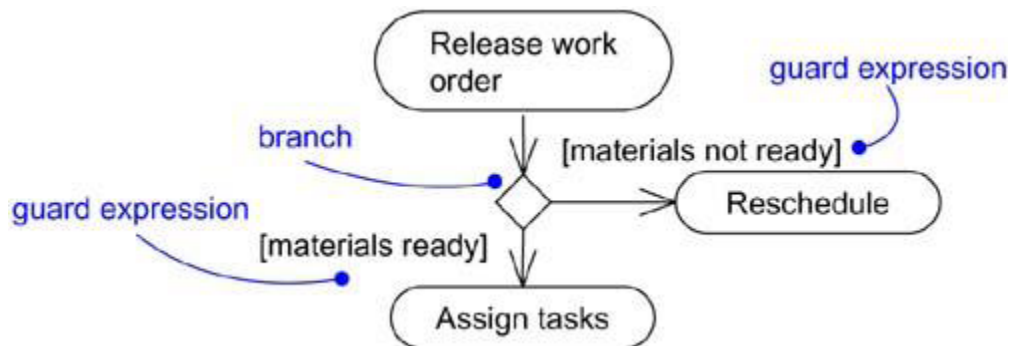 Release work
order
guard expression
branch
[materials not ready]
Reschedule
guard expression
[materials ready]
Assign tasks